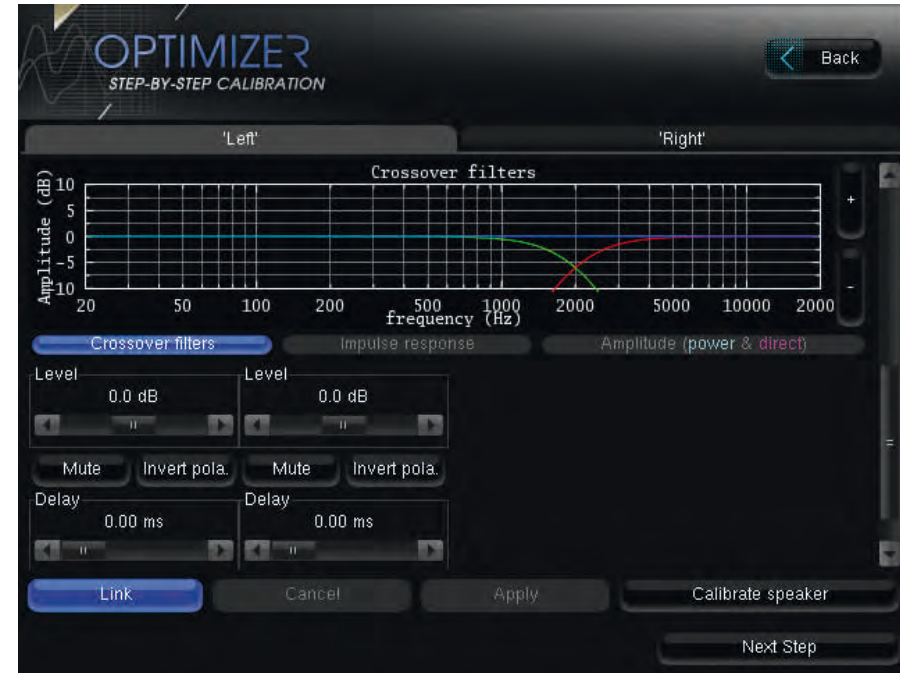 OPTIMIZER
STEP-BY-STEP CALIBRATION
Back
'Left' 'Right'
Crossover filters
Amplitude (dB)
10
5
0
-5
-10
+
-
20 50 100 200 500 1000 2000 5000 10000 2000
frequency (Hz)
Crossover filters Impulse response Amplitude (power & direct)
Level Level
0.0 dB 0.0 dB
Mute Invert pola. Mute Invert pola.
Delay Delay
0.00 ms 0.00 ms
Link Cancel Apply Calibrate speaker
Next Step